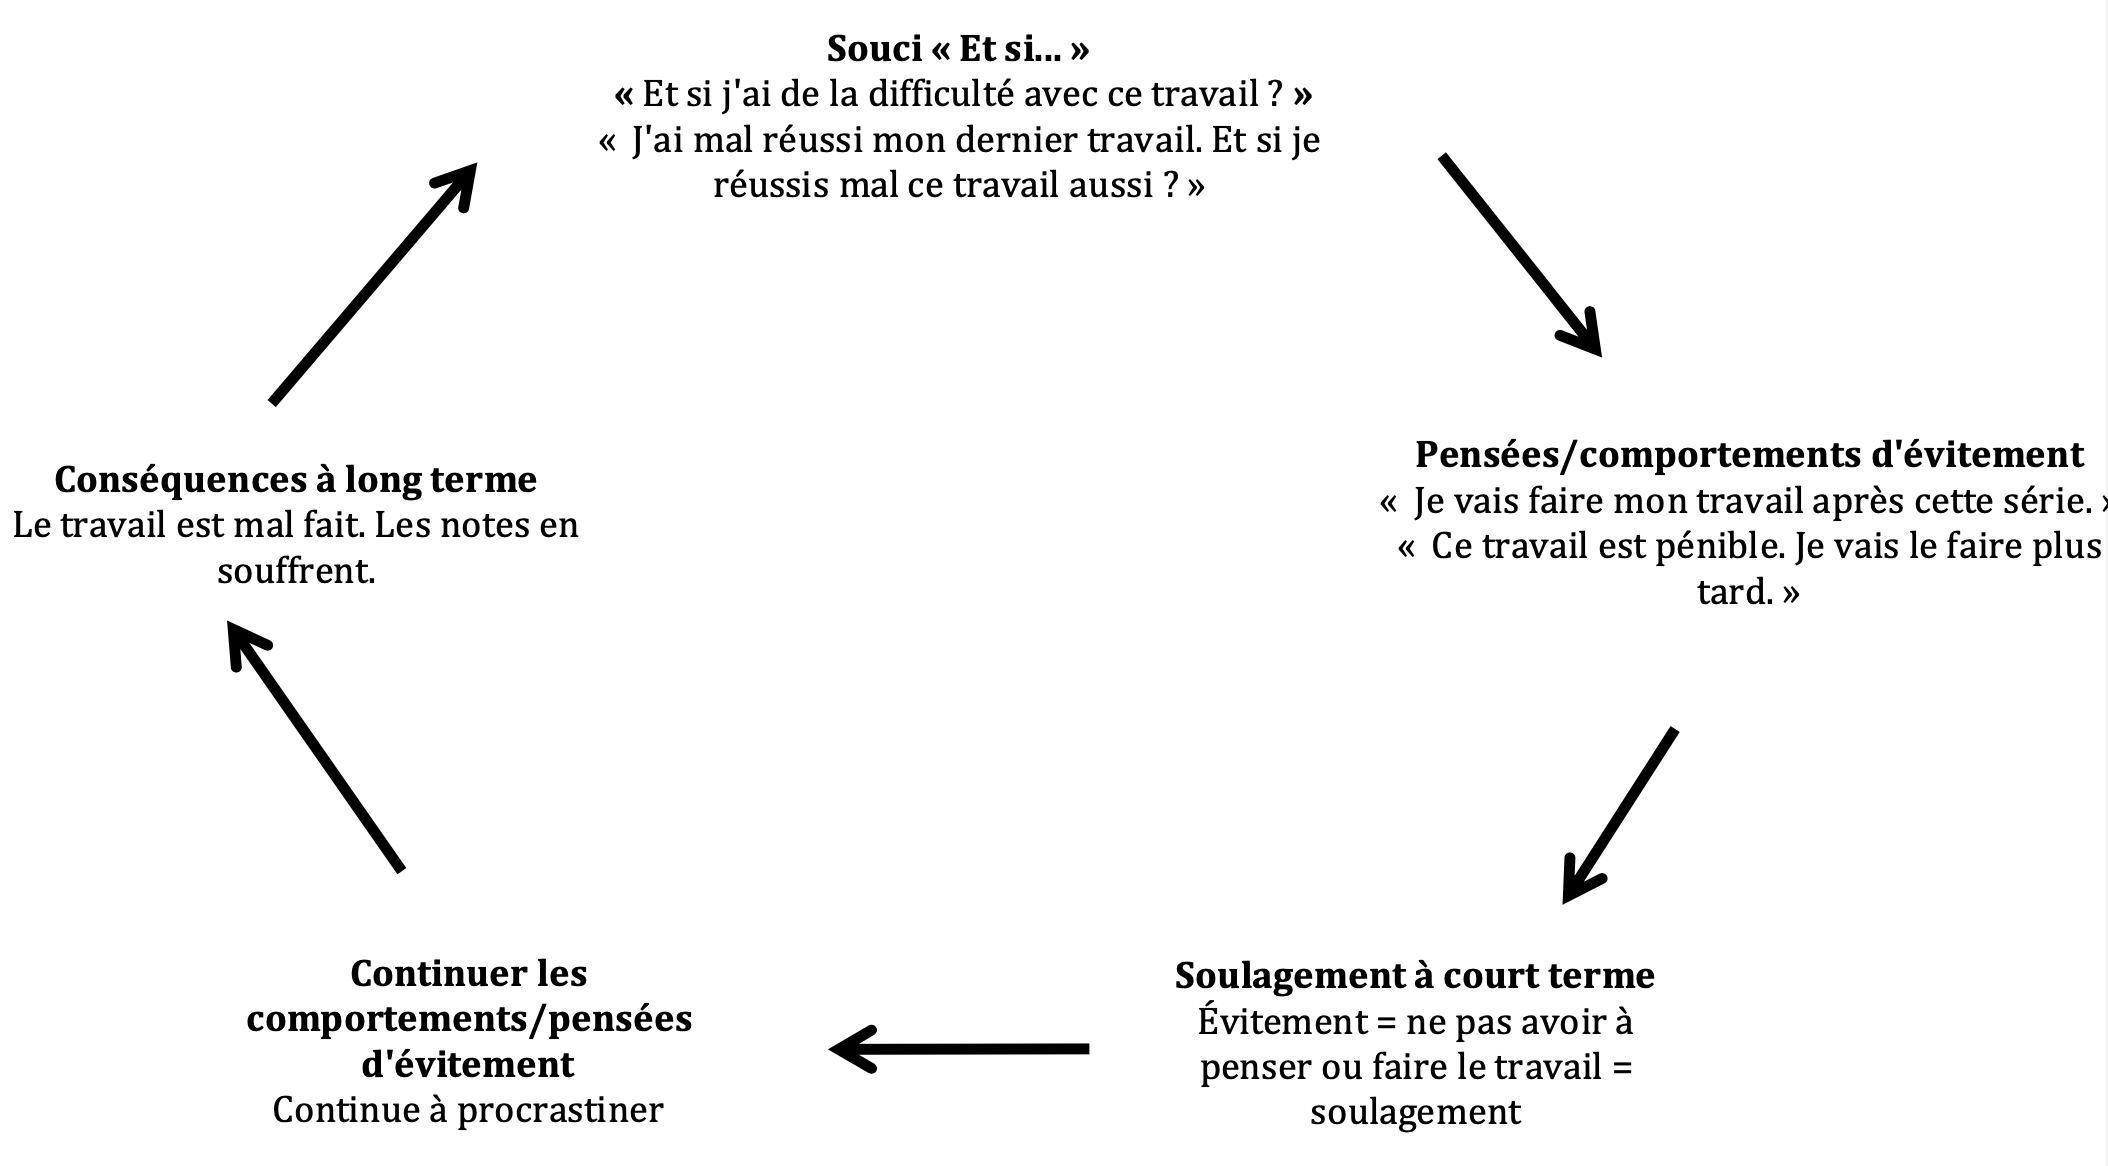 Souci « Et si... »
« Et si j'ai de la difficulté avec ce travail ? »
«  J'ai mal réussi mon dernier travail. Et si je
réussis mal ce travail aussi ? »
Pensées/comportements d'évitement
«  Je vais faire mon travail après cette série. »
«  Ce travail est pénible. Je vais le faire plus
tard. »
Soulagement à court terme
Évitement = ne pas avoir à
penser ou faire le travail =
soulagement
Continuer les
comportements/pensées
d'évitement
Continue à procrastiner
Conséquences à long terme
Le travail est mal fait. Les notes en
souffrent.